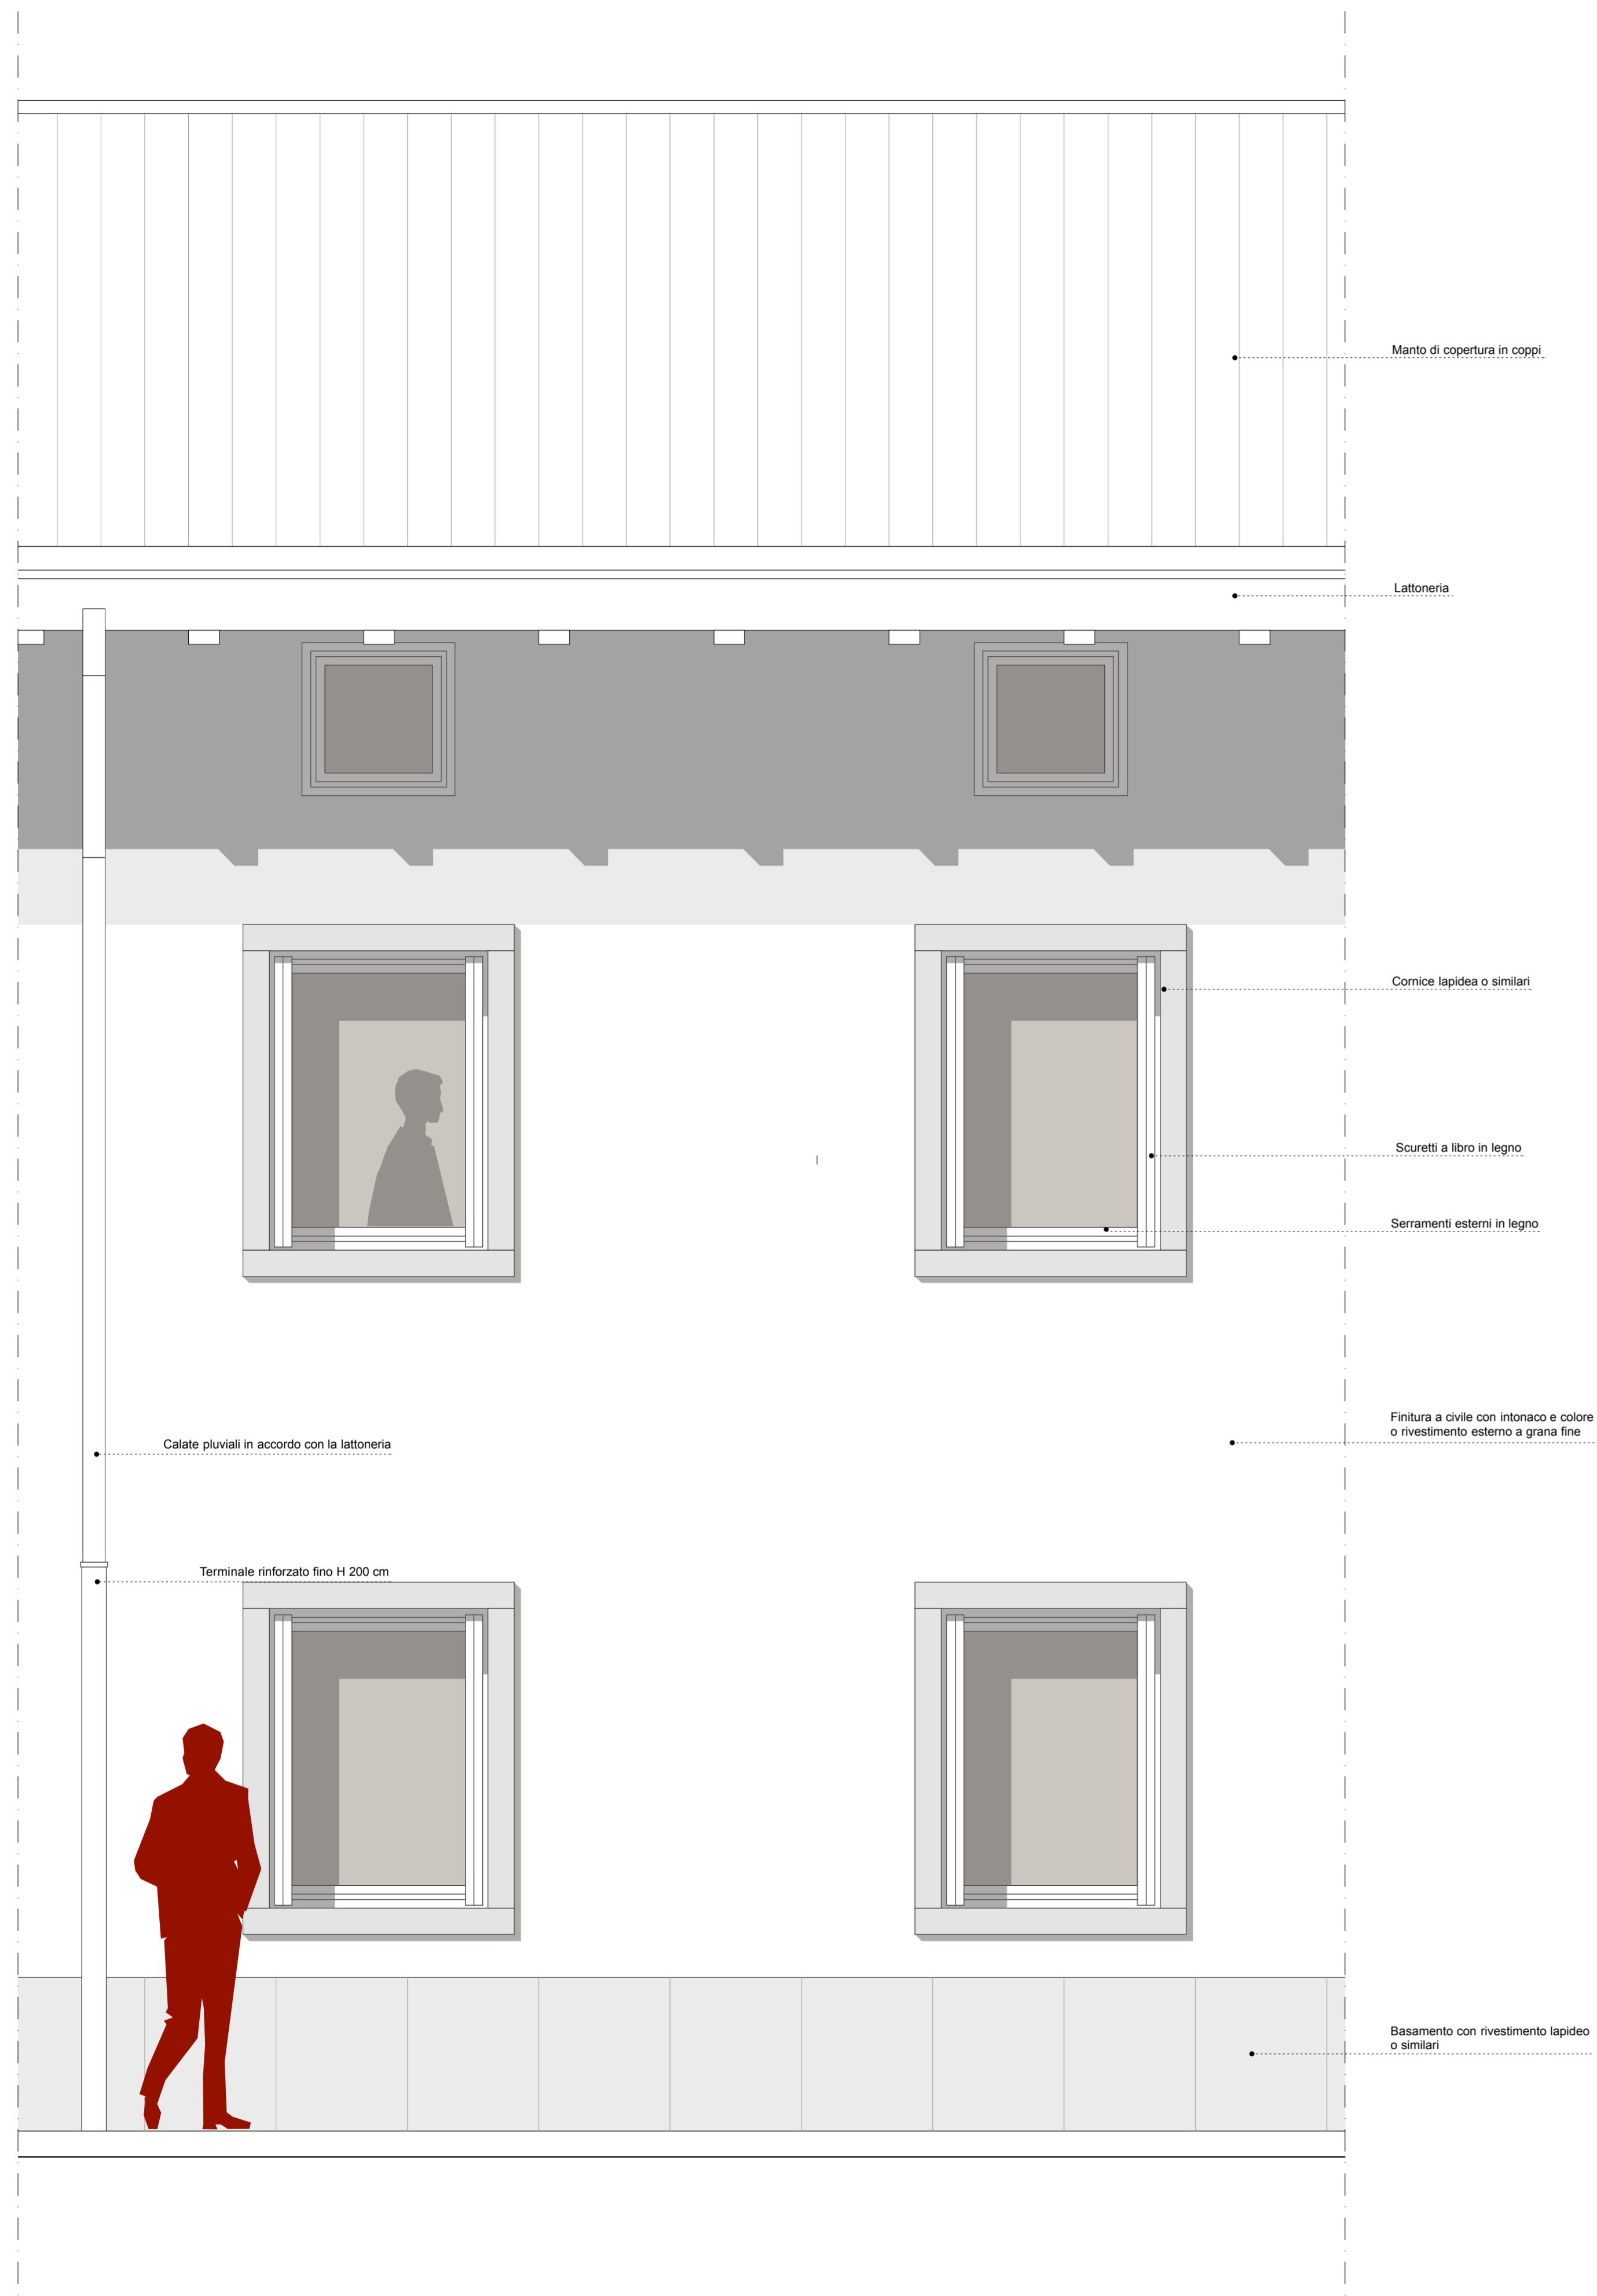 Manto di copertura in coppi
Lattoneria
Cornice lapidea o similari
Scuretti a libro in legno
Serramenti esterni in legno
Finitura a civile con intonaco e colore
o rivestimento esterno a grana fine
Calate pluviali in accordo con la lattoneria
Terminale rinforzato fino H 200 cm
Basamento con rivestimento lapideo
o similari